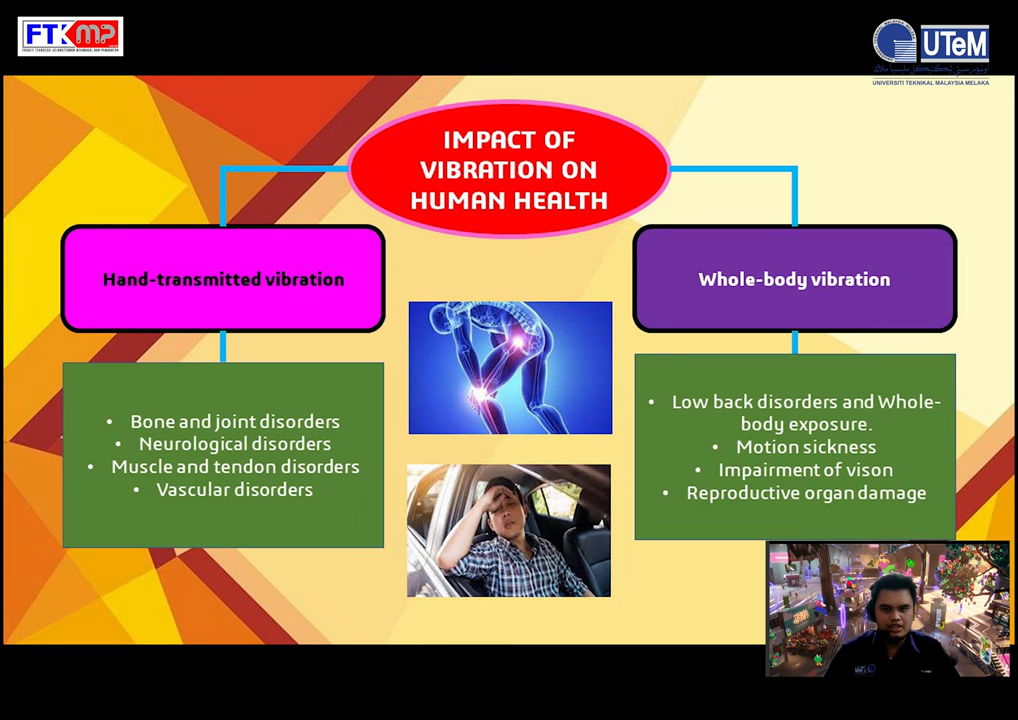 FTKMP
UTeM
UNIVERSITI TEKNIKAL MALAYSIA MELAKA
IMPACT OF
VIBRATION ON
HUMAN HEALTH
Hand-transmitted vibration
Whole-body vibration
• Bone and joint disorders
• Neurological disorders
• Muscle and tendon disorders
• Vascular disorders
• Low back disorders and Whole-
body exposure.
• Motion sickness
• Impairment of vison
• Reproductive organ damage